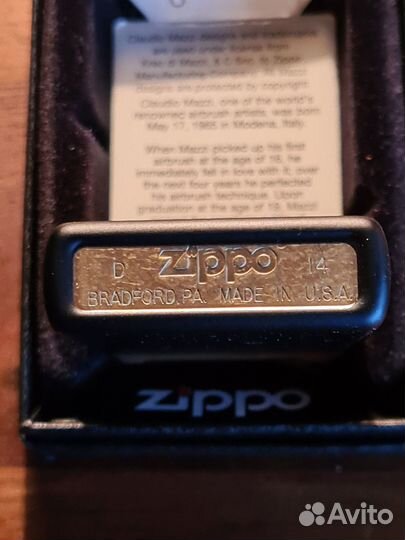 Claudio Mazzi designs and trademarks
are used under license from
Mazzi, & C Snc. to Zippo
Manufacturing Company. All Mazzi
designs are protected by copyright.
Claudio Mazzi, one of the world's
renowned airbrush artists, was born
May 17, 1965 in Modena, Italy.
When Mazzi picked up his first
airbrush at the age of 16, he
immediately fell in love with it; over
the next four years he perfected
his airbrush technique. Upon
graduation at the age of 19, Mazzi
D zippo 14
BRADFORD, PA. MADE IN U.S.A.
zippo
Avito